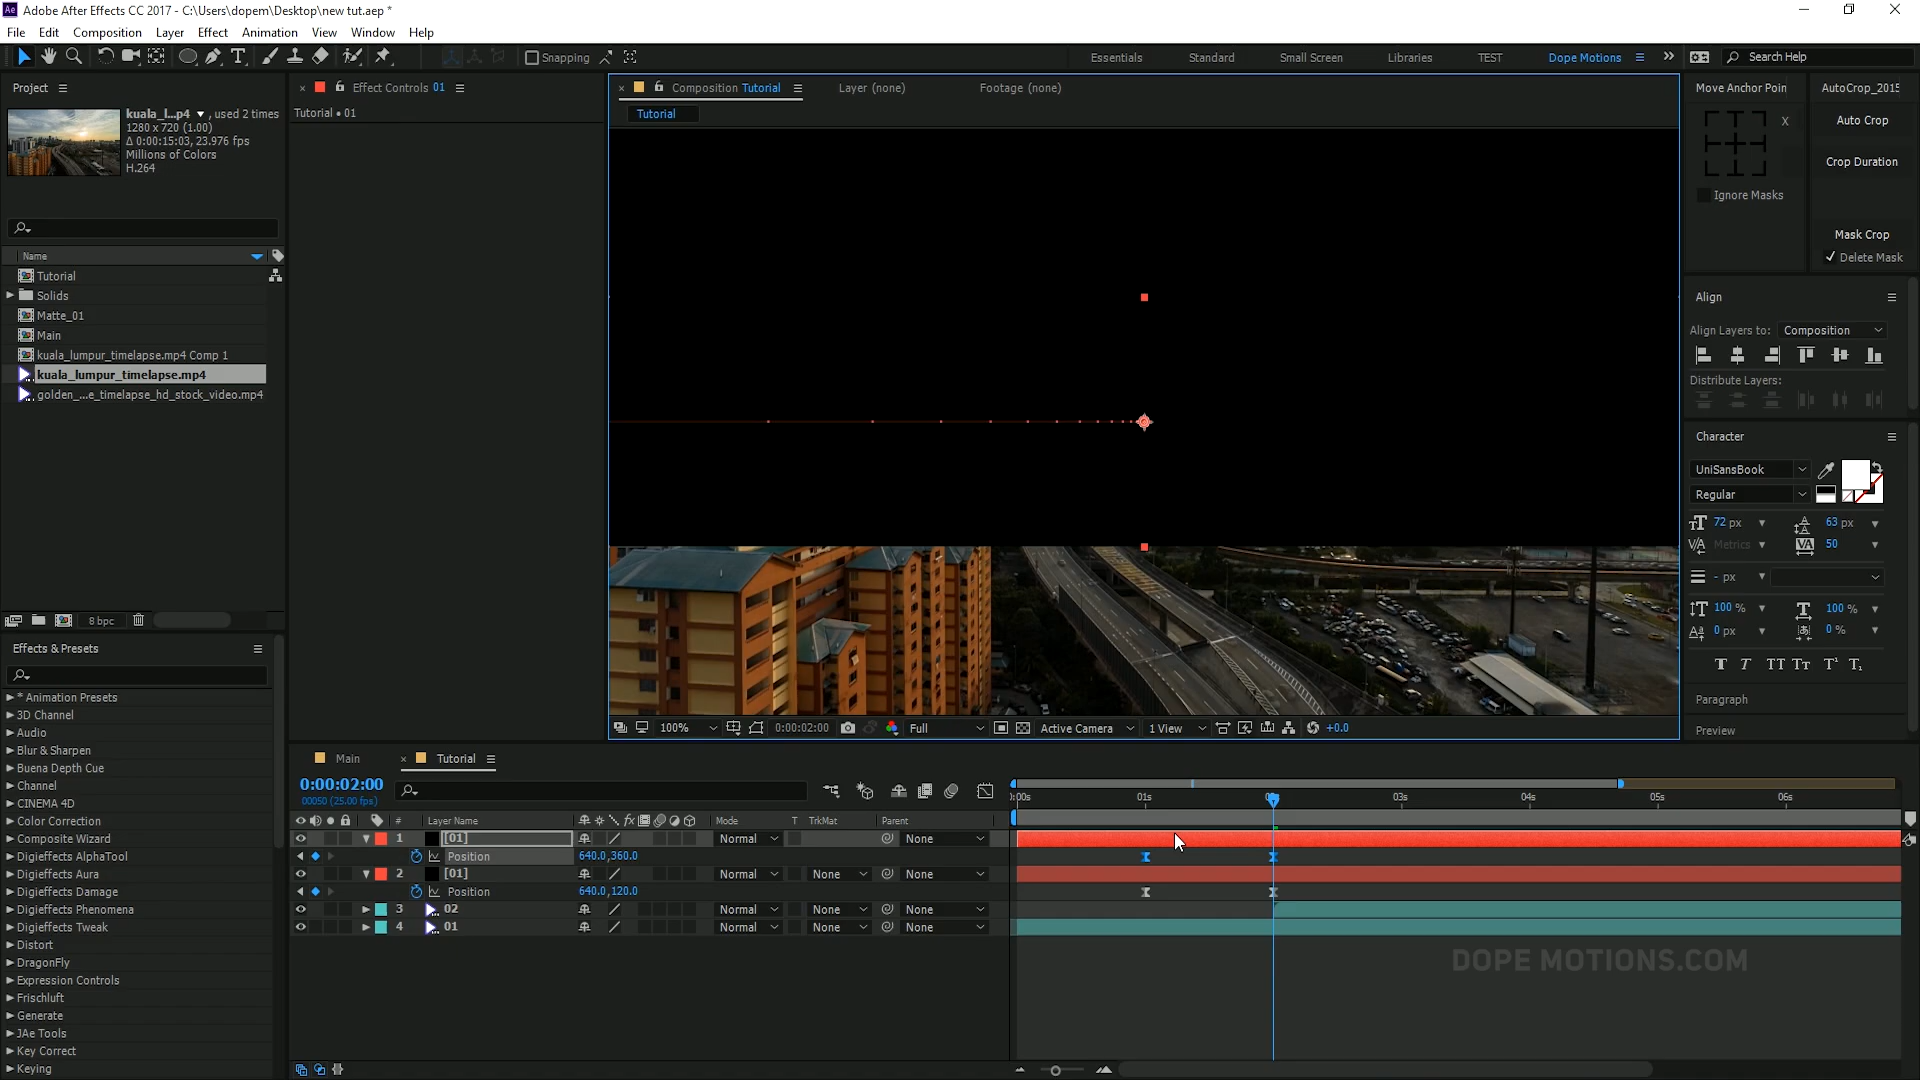 Adobe After Effects CC 2017 - C:\Users\dopem\Desktop\new tut.aep *
File Edit Composition Layer Effect Animation View Window Help
Snapping
Essentials Standard Small Screen Libraries TEST Dope Motions
Search Help
Project
kuala_l...p4 , used 2 times
1280 x 720 (1.00)
Δ 0:00:15:03, 23.976 fps
Millions of Colors
H.264
Name
Tutorial
Solids
Matte_01
Main
kuala_lumpur_timelapse.mp4 Comp 1
kuala_lumpur_timelapse.mp4
golden_...e_timelapse_hd_stock_video.mp4
8 bpc
Effects & Presets
* Animation Presets
3D Channel
Audio
Blur & Sharpen
Buena Depth Cue
Channel
CINEMA 4D
Color Correction
Composite Wizard
Digieffects AlphaTool
Digieffects Aura
Digieffects Damage
Digieffects Phenomena
Digieffects Tweak
Distort
DragonFly
Expression Controls
Frischluft
Generate
JAe Tools
Key Correct
Keying
Effect Controls 01
Tutorial • 01
Composition Tutorial
Layer (none)
Footage (none)
Tutorial
100% 0:00:02:00 Full Active Camera 1 View +0.0
Move Anchor Poin
X
Ignore Masks
AutoCrop_2015
Auto Crop
Crop Duration
Mask Crop
Delete Mask
Align
Align Layers to: Composition
Distribute Layers:
Character
UniSansBook
Regular
72 px 63 px
Metrics 50
- px
100 % 100 %
0 px 0 %
Paragraph
Preview
Main Tutorial
0:00:02:00
00050 (25.00 fps)
# Layer Name Mode T TrkMat Parent
1 [01] Normal None
Position 640.0,360.0
2 [01] Normal None None
Position 640.0,120.0
3 02 Normal None None
4 01 Normal None None
01s 03s 04s 05s 06s
DOPE MOTIONS.COM